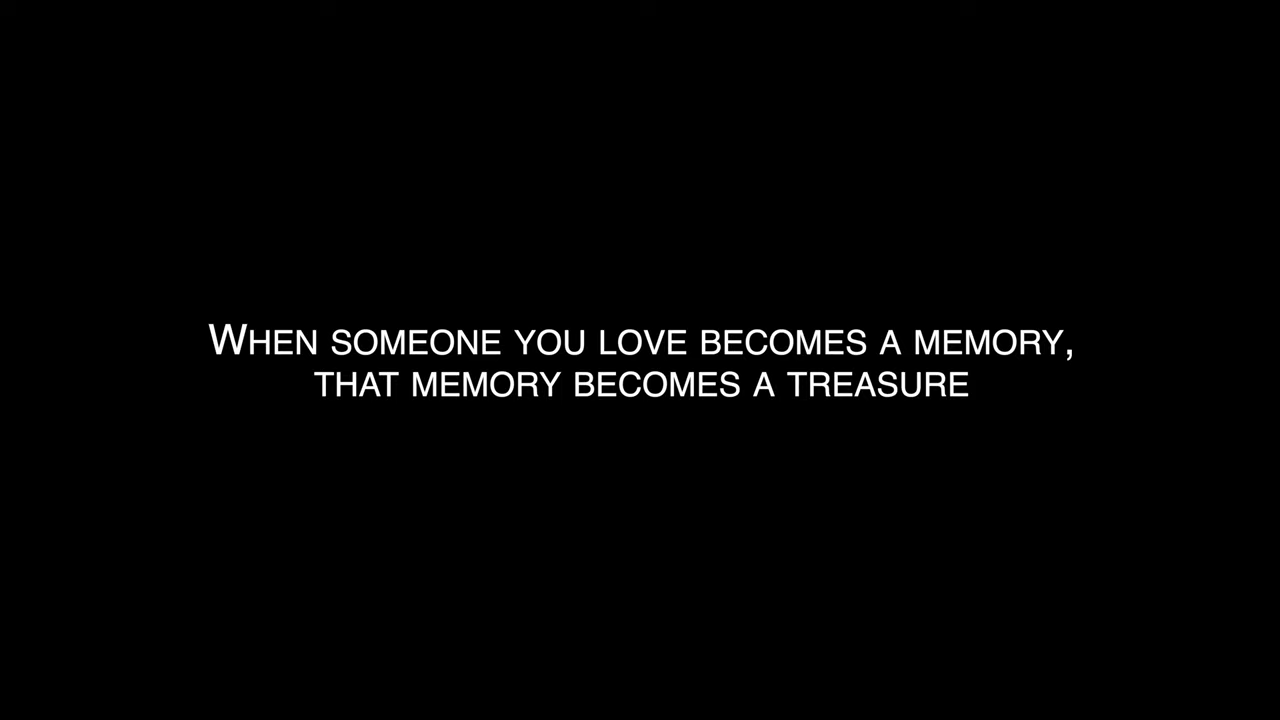 When someone you love becomes a memory,
that memory becomes a treasure